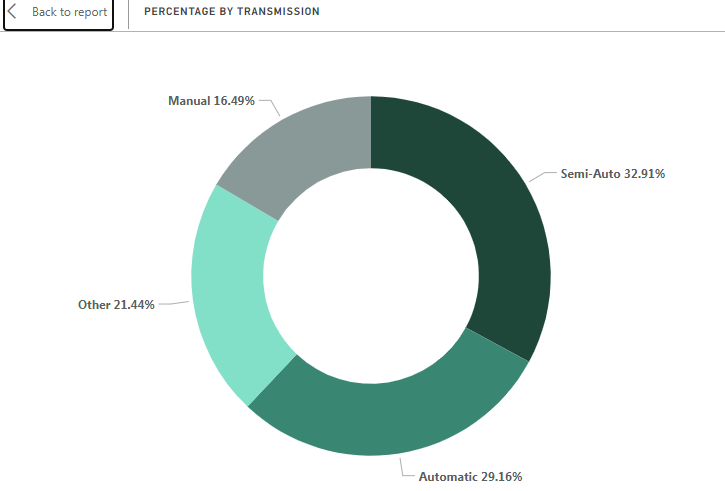 Back to report
PERCENTAGE BY TRANSMISSION
Manual 16.49%
Semi-Auto 32.91%
Other 21.44%
Automatic 29.16%